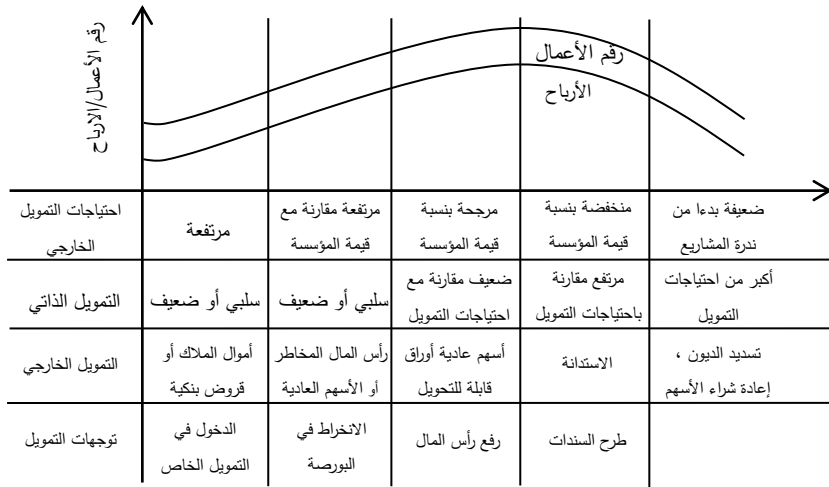 رقم الأعمال/الارباح
رقم الأعمال
الأرباح
احتياجات التمويل
الخارجي
مرتفعة
مرتفعة مقارنة مع
قيمة المؤسسة
مرجحة بنسبة
قيمة المؤسسة
منخفضة بنسبة
قيمة المؤسسة
ضعيفة بدءا من
ندرة المشاريع
التمويل الذاتي
سلبي أو ضعيف
سلبي أو ضعيف
ضعيف مقارنة مع
احتياجات التمويل
مرتفع مقارنة
باحتياجات التمويل
أكبر من احتياجات
التمويل
التمويل الخارجي
أموال الملاك أو
قروض بنكية
رأس المال المخاطر
أو الأسهم العادية
أسهم عادية أوراق
قابلة للتحويل
الاستدانة
تسديد الديون ،
إعادة شراء الأسهم
توجهات التمويل
الدخول في
التمويل الخاص
الانخراط في
البورصة
رفع رأس المال
طرح السندات